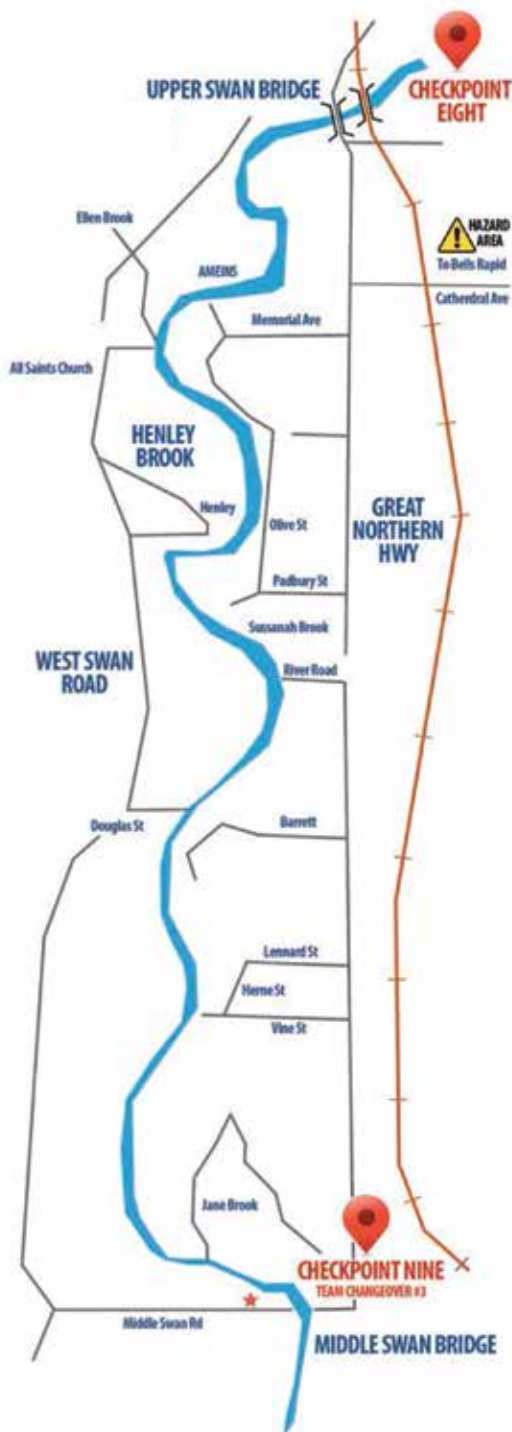 UPPER SWAN BRIDGE
CHECKPOINT
EIGHT
Ellen Brook
HAZARD
AREA
To Bells Rapid
AMEINS
Catherdral Ave
Memorial Ave
All Saints Church
HENLEY
BROOK
Henley
Olive St
GREAT
NORTHERN
HWY
Padbury St
Sussanah Brook
WEST SWAN
ROAD
River Road
Douglas St
Barrett
Lennard St
Herne St
Vine St
Jane Brook
CHECKPOINT NINE
TEAM CHANGEOVER #3
Middle Swan Rd
MIDDLE SWAN BRIDGE